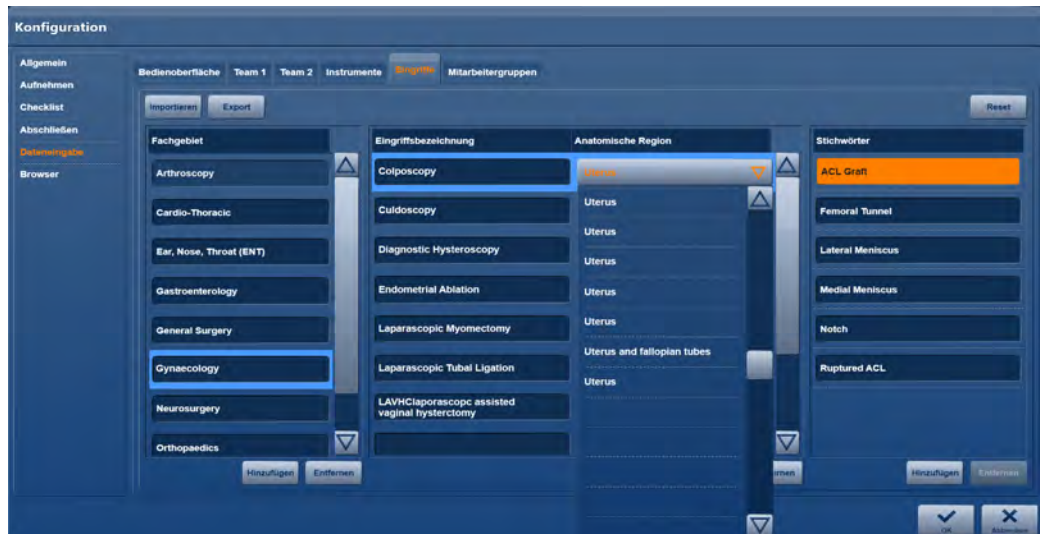 Konfiguration
Allgemein
Aufnehmen
Checklist
Abschließen
Dateneingabe
Browser
Bedienoberfläche Team 1 Team 2 Instrumente Eingriffe Mitarbeitergruppen
Importieren Export Reset
Fachgebiet
Arthroscopy
Cardio-Thoracic
Ear, Nose, Throat (ENT)
Gastroenterology
General Surgery
Gynaecology
Neurosurgery
Orthopaedics
Hinzufügen Entfernen
Eingriffsbezeichnung
Colposcopy
Culdoscopy
Diagnostic Hysteroscopy
Endometrial Ablation
Laparascopic Myomectomy
Laparascopic Tubal Ligation
LAVHClaporascopc assisted
vaginal hysterctomy
Anatomische Region
Uterus
Uterus
Uterus
Uterus
Uterus
Uterus
Uterus and fallopian tubes
Uterus
rnen
Stichwörter
ACL Graft
Femoral Tunnel
Lateral Meniscus
Medial Meniscus
Notch
Ruptured ACL
Hinzufügen Entfernen
OK Abbrechen